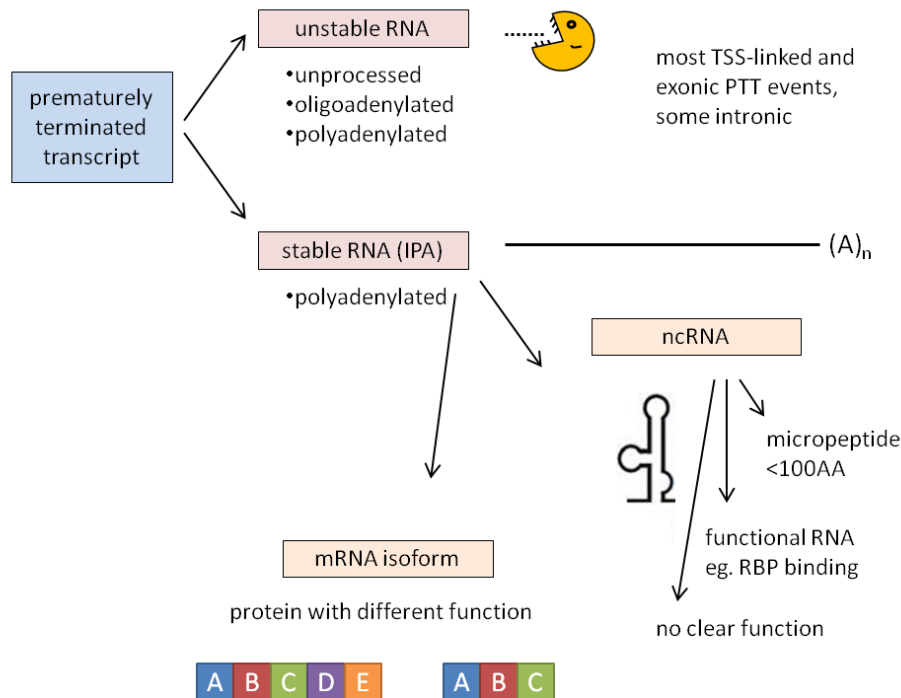 unstable RNA
•unprocessed
•oligoadenylated
•polyadenylated
most TSS-linked and
exonic PTT events,
some intronic
prematurely
terminated
transcript
stable RNA (IPA)
•polyadenylated
(A)n
ncRNA
micropeptide
<100AA
functional RNA
eg. RBP binding
no clear function
mRNA isoform
protein with different function
A B C D E
A B C